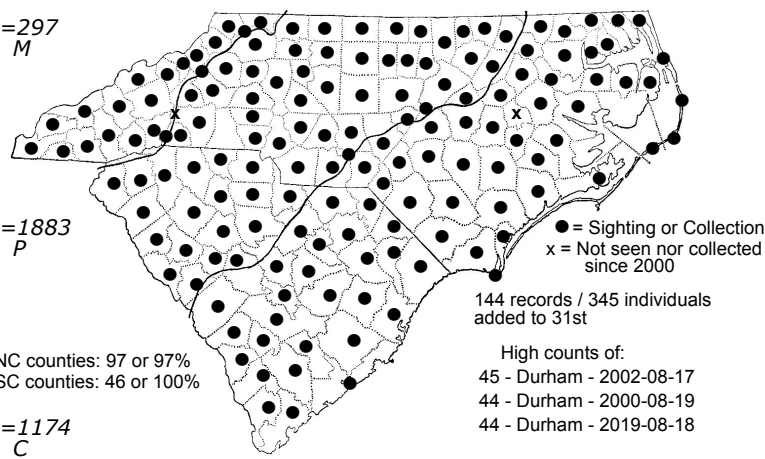 =297
M
=1883
P
● = Sighting or Collection
x = Not seen nor collected
since 2000
144 records / 345 individuals
added to 31st
NC counties: 97 or 97%
SC counties: 46 or 100%
High counts of:
45 - Durham - 2002-08-17
44 - Durham - 2000-08-19
44 - Durham - 2019-08-18
=1174
C
x
x